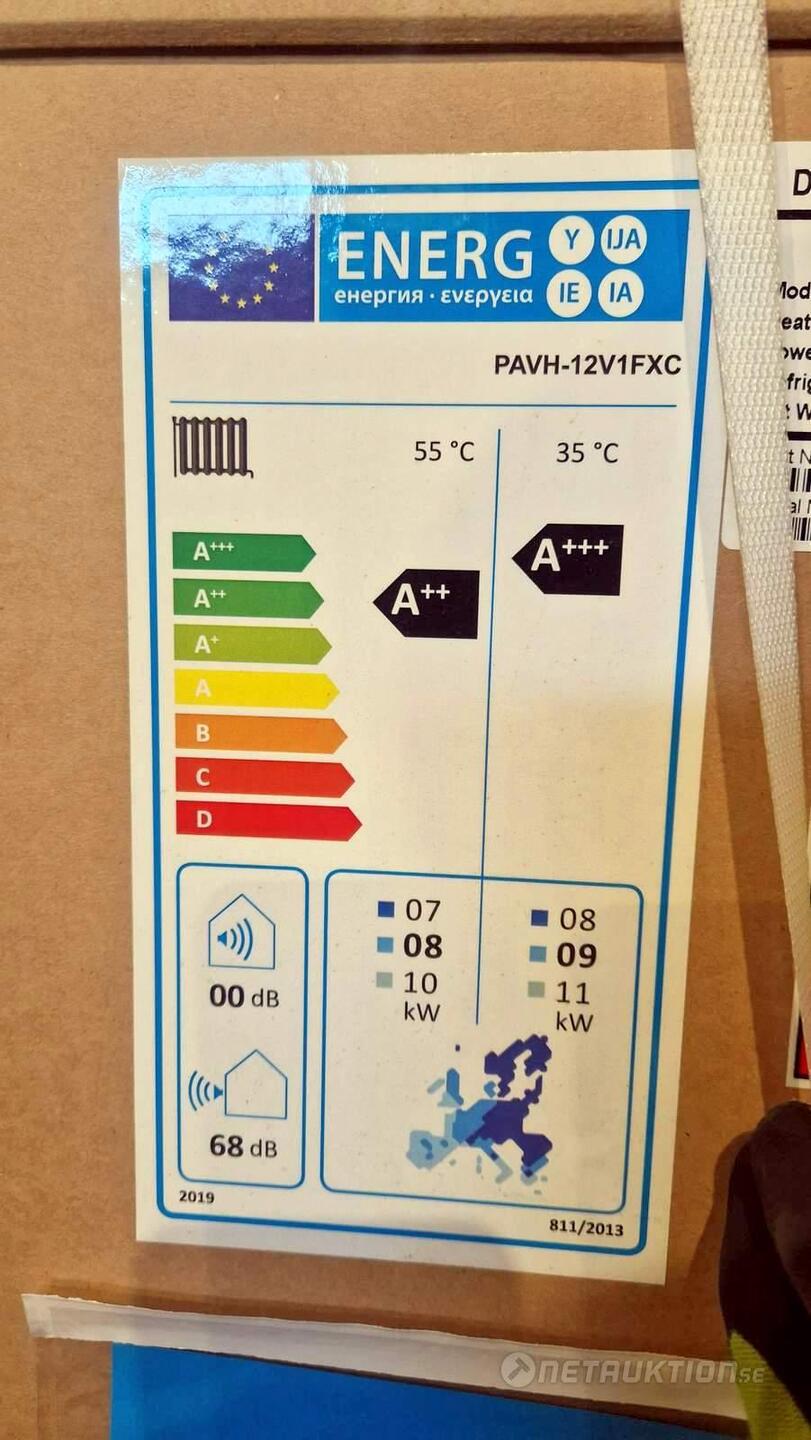 ENERG Y IJA
енергия · ενεργεια IE IA
PAVH-12V1FXC
55 °C 35 °C
A+++
A++
A+
A
B
C
D
A++
A+++
00 dB
68 dB
07
08
10
kW
08
09
11
kW
2019
811/2013
D
NETAUKTION.SE